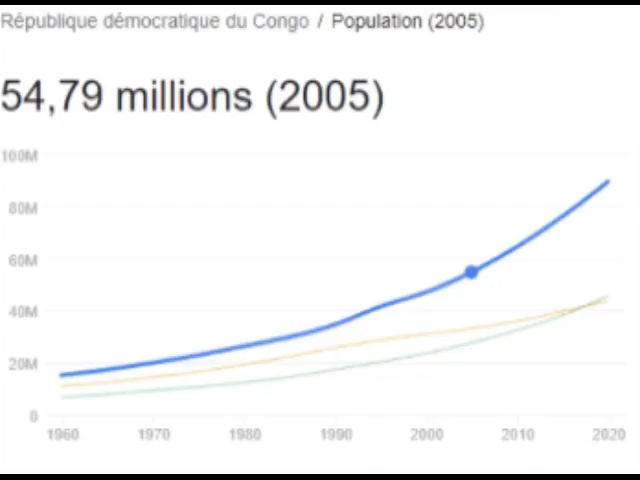 République démocratique du Congo / Population (2005)
54,79 millions (2005)
100M
80M
60M
40M
20M
0
1960 1970 1980 1990 2000 2010 2020